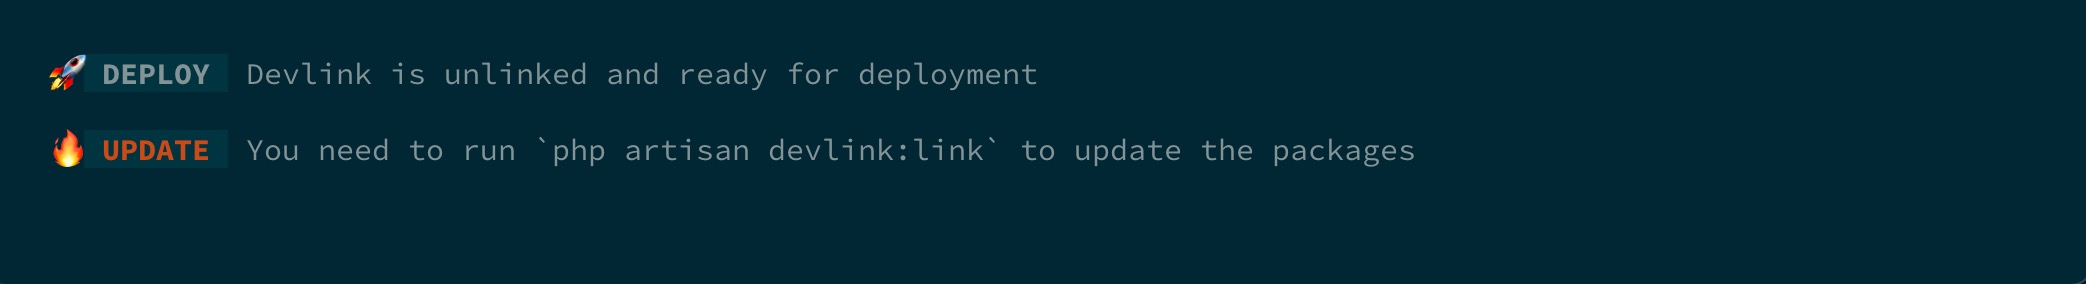 🚀 DEPLOY Devlink is unlinked and ready for deployment
🔥 UPDATE You need to run `php artisan devlink:link` to update the packages